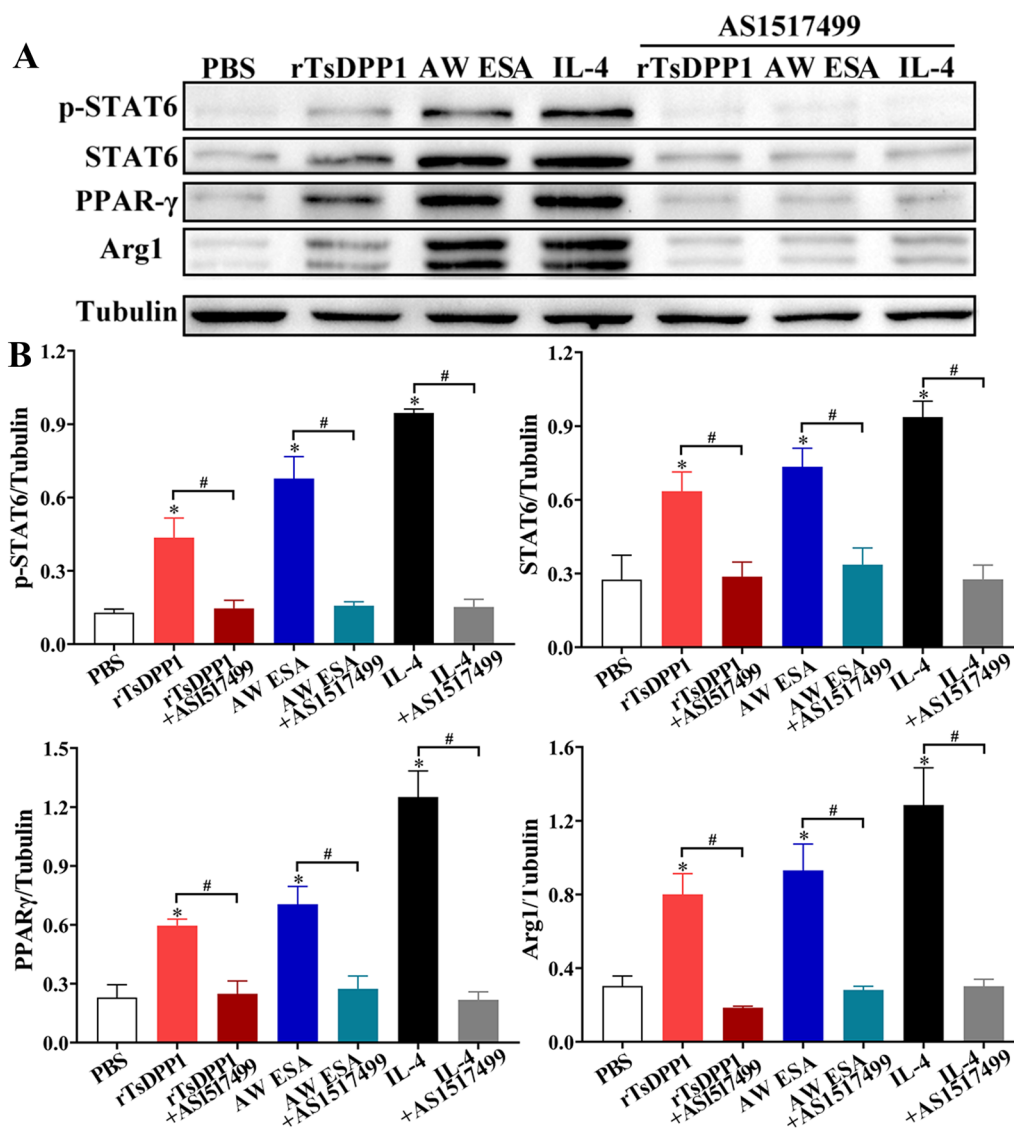 AS1517499
A
PBS rTsDPP1 AW ESA IL-4 rTsDPP1 AW ESA IL-4
p-STAT6
STAT6
PPAR-γ
Arg1
Tubulin
B
p-STAT6/Tubulin
1.2
0.9
0.6
0.3
0.0
* # * # * #
PBS
rTsDPP1
rTsDPP1
+AS1517499
AW ESA
AW ESA
+AS1517499
IL-4
IL-4
+AS1517499
STAT6/Tubulin
1.2
0.9
0.6
0.3
0.0
* # * # * #
PBS
rTsDPP1
rTsDPP1
+AS1517499
AW ESA
AW ESA
+AS1517499
IL-4
IL-4
+AS1517499
PPARγ/Tubulin
1.5
1.2
0.9
0.6
0.3
0.0
* # * # * #
PBS
rTsDPP1
rTsDPP1
+AS1517499
AW ESA
AW ESA
+AS1517499
IL-4
IL-4
+AS1517499
Arg1/Tubulin
1.6
1.2
0.8
0.4
0.0
* # * # * #
PBS
rTsDPP1
rTsDPP1
+AS1517499
AW ESA
AW ESA
+AS1517499
IL-4
IL-4
+AS1517499